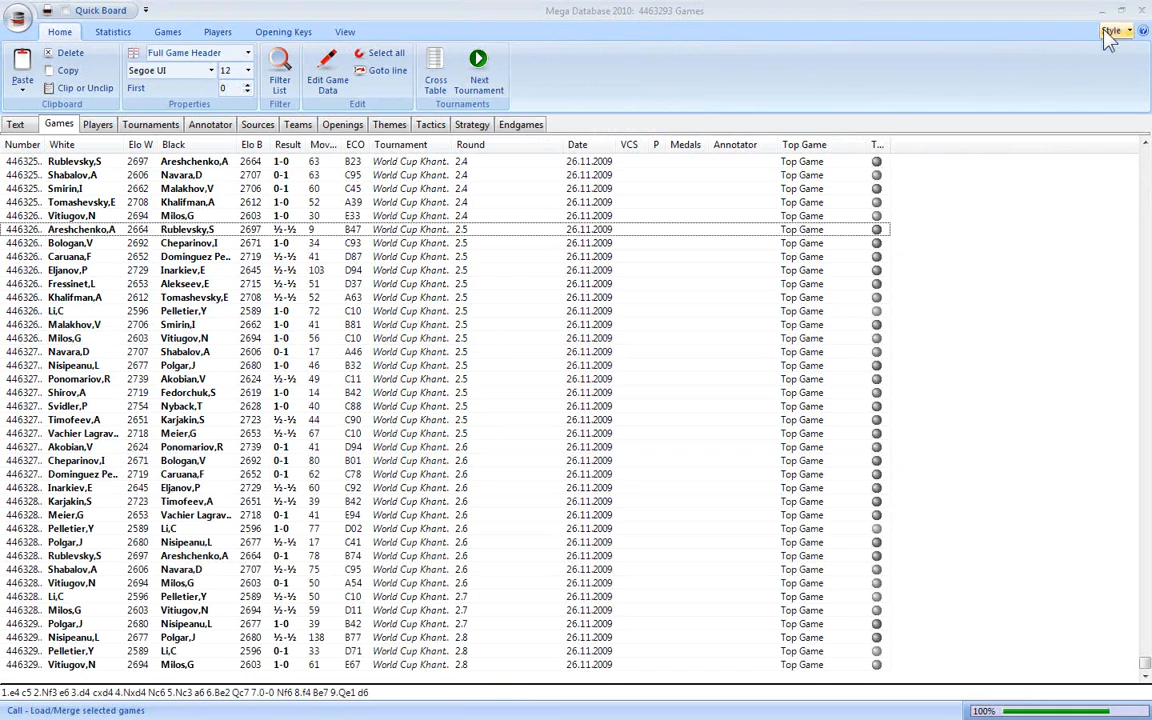 Quick Board
Mega Database 2010: 4463293 Games
Home Statistics Games Players Opening Keys View Style
Paste Delete Copy Clip or Unclip Clipboard
Full Game Header Segoe UI 12 First 0 Properties
Filter List Filter
Edit Game Data Select all Goto line Edit
Cross Table Next Tournament Tournaments
Text Games Players Tournaments Annotator Sources Teams Openings Themes Tactics Strategy Endgames
Number White Elo W Black Elo B Result Mov... ECO Tournament Round Date VCS P Medals Annotator Top Game T...
446325.. Rublevsky,S 2697 Areshchenko,A 2664 1-0 63 B23 World Cup Khant.. 2.4 26.11.2009 Top Game
446326.. Shabalov,A 2606 Navara,D 2707 0-1 63 C95 World Cup Khant.. 2.4 26.11.2009 Top Game
446326.. Smirin,I 2662 Malakhov,V 2706 0-1 60 C45 World Cup Khant.. 2.4 26.11.2009 Top Game
446326.. Tomashevsky,E 2708 Khalifman,A 2612 1-0 52 C42 World Cup Khant.. 2.4 26.11.2009 Top Game
446326.. Vitiugov,N 2694 Milos,G 2603 1-0 30 E33 World Cup Khant.. 2.4 26.11.2009 Top Game
446326.. Areshchenko,A 2664 Rublevsky,S 2697 ½-½ 9 B47 World Cup Khant.. 2.5 26.11.2009 Top Game
446326.. Bologan,V 2692 Cheparinov,I 2671 1-0 34 C93 World Cup Khant.. 2.5 26.11.2009 Top Game
446326.. Caruana,F 2652 Dominguez Pe.. 2719 ½-½ 41 D87 World Cup Khant.. 2.5 26.11.2009 Top Game
446326.. Eljanov,P 2729 Inarkiev,E 2645 ½-½ 103 D94 World Cup Khant.. 2.5 26.11.2009 Top Game
446326.. Fressinet,L 2653 Alekseev,E 2715 ½-½ 51 D37 World Cup Khant.. 2.5 26.11.2009 Top Game
446326.. Khalifman,A 2612 Tomashevsky,E 2708 ½-½ 52 A63 World Cup Khant.. 2.5 26.11.2009 Top Game
446326.. Li,C 2596 Pelletier,Y 2589 1-0 72 C10 World Cup Khant.. 2.5 26.11.2009 Top Game
446327.. Malakhov,V 2706 Smirin,I 2662 1-0 41 B81 World Cup Khant.. 2.5 26.11.2009 Top Game
446327.. Milos,G 2603 Vitiugov,N 2694 1-0 56 C10 World Cup Khant.. 2.5 26.11.2009 Top Game
446327.. Navara,D 2707 Shabalov,A 2606 0-1 17 A46 World Cup Khant.. 2.5 26.11.2009 Top Game
446327.. Nisipeanu,L 2677 Polgar,J 2680 1-0 46 B32 World Cup Khant.. 2.5 26.11.2009 Top Game
446327.. Ponomariov,R 2739 Akobian,V 2624 ½-½ 49 C11 World Cup Khant.. 2.5 26.11.2009 Top Game
446327.. Shirov,A 2719 Fedorchuk,S 2619 1-0 14 B42 World Cup Khant.. 2.5 26.11.2009 Top Game
446327.. Svidler,P 2754 Nyback,T 2628 1-0 40 C88 World Cup Khant.. 2.5 26.11.2009 Top Game
446327.. Timofeev,A 2651 Karjakin,S 2723 ½-½ 44 C90 World Cup Khant.. 2.5 26.11.2009 Top Game
446327.. Vachier Lagrav.. 2718 Meier,G 2653 ½-½ 67 C10 World Cup Khant.. 2.5 26.11.2009 Top Game
446327.. Akobian,V 2624 Ponomariov,R 2739 0-1 41 D94 World Cup Khant.. 2.6 26.11.2009 Top Game
446328.. Cheparinov,I 2671 Bologan,V 2692 0-1 80 B01 World Cup Khant.. 2.6 26.11.2009 Top Game
446328.. Dominguez Pe... 2719 Caruana,F 2652 0-1 62 C78 World Cup Khant.. 2.6 26.11.2009 Top Game
446328.. Inarkiev,E 2645 Eljanov,P 2729 ½-½ 60 C92 World Cup Khant.. 2.6 26.11.2009 Top Game
446328.. Karjakin,S 2723 Timofeev,A 2651 ½-½ 39 B42 World Cup Khant.. 2.6 26.11.2009 Top Game
446328.. Meier,G 2653 Vachier Lagrav.. 2718 0-1 41 E94 World Cup Khant.. 2.6 26.11.2009 Top Game
446328.. Pelletier,Y 2589 Li,C 2596 1-0 77 D02 World Cup Khant.. 2.6 26.11.2009 Top Game
446328.. Polgar,J 2680 Nisipeanu,L 2677 ½-½ 17 C41 World Cup Khant.. 2.6 26.11.2009 Top Game
446328.. Rublevsky,S 2697 Areshchenko,A 2664 0-1 78 B74 World Cup Khant.. 2.6 26.11.2009 Top Game
446328.. Shabalov,A 2606 Navara,D 2707 ½-½ 75 C95 World Cup Khant.. 2.6 26.11.2009 Top Game
446328.. Vitiugov,N 2694 Milos,G 2603 0-1 50 A54 World Cup Khant.. 2.6 26.11.2009 Top Game
446328.. Li,C 2596 Pelletier,Y 2589 ½-½ 50 C10 World Cup Khant.. 2.7 26.11.2009 Top Game
446329.. Milos,G 2603 Vitiugov,N 2694 ½-½ 59 D11 World Cup Khant.. 2.7 26.11.2009 Top Game
446329.. Polgar,J 2680 Nisipeanu,L 2677 1-0 39 B42 World Cup Khant.. 2.7 26.11.2009 Top Game
446329.. Nisipeanu,L 2677 Polgar,J 2680 ½-½ 138 B77 World Cup Khant.. 2.8 26.11.2009 Top Game
446329.. Pelletier,Y 2589 Li,C 2596 0-1 33 D71 World Cup Khant.. 2.8 26.11.2009 Top Game
446329.. Vitiugov,N 2694 Milos,G 2603 1-0 61 E67 World Cup Khant.. 2.8 26.11.2009 Top Game
1.e4 c5 2.Nf3 e6 3.d4 cxd4 4.Nxd4 Nc6 5.Nc3 a6 6.Be2 Qc7 7.0-0 Nf6 8.f4 Be7 9.Qe1 d6
Call - Load/Merge selected games 100%